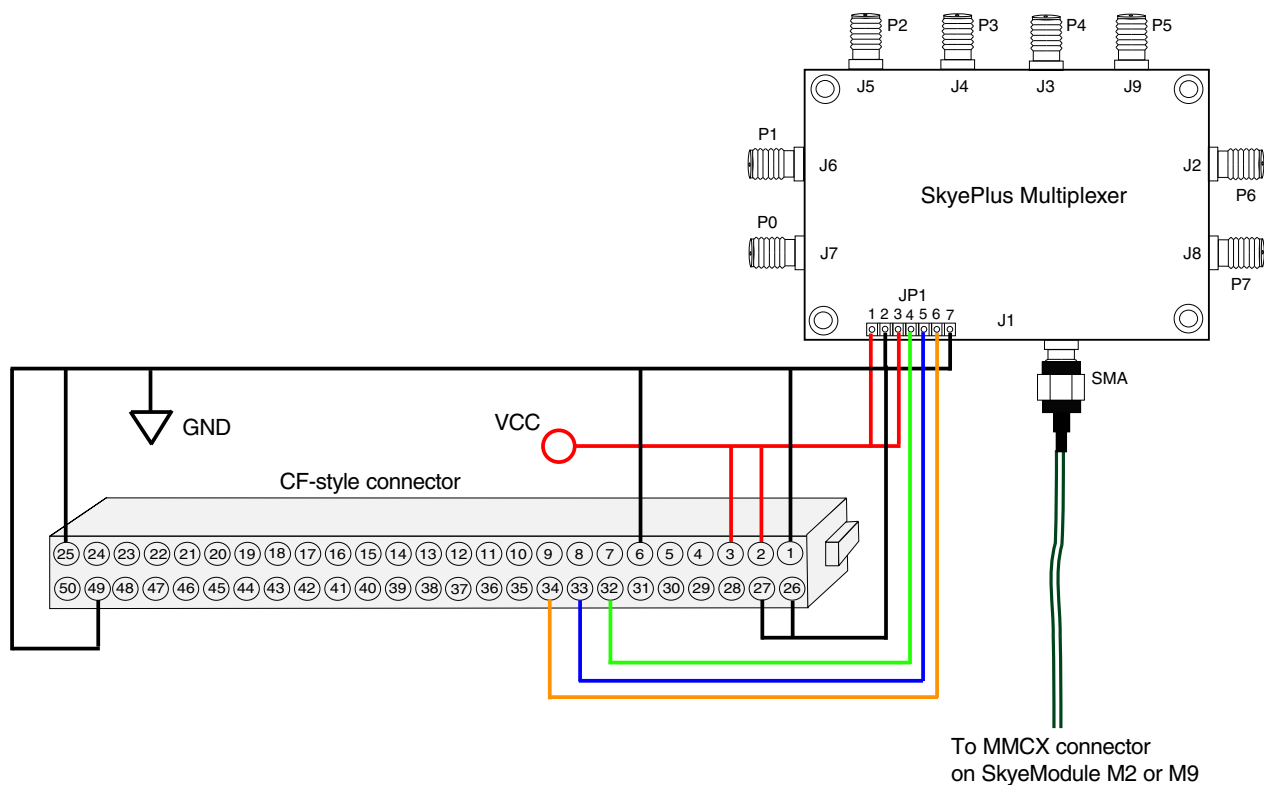 P2 P3 P4 P5
J5 J4 J3 J9
P1
J6 J2
SkyePlus Multiplexer
P6
P0
J7 J8
P7
JP1
1 2 3 4 5 6 7
J1
SMA
GND
VCC
CF-style connector
25 24 23 22 21 20 19 18 17 16 15 14 13 12 11 10 9 8 7 6 5 4 3 2 1
50 49 48 47 46 45 44 43 42 41 40 39 38 37 36 35 34 33 32 31 30 29 28 27 26
To MMCX connector
on SkyeModule M2 or M9